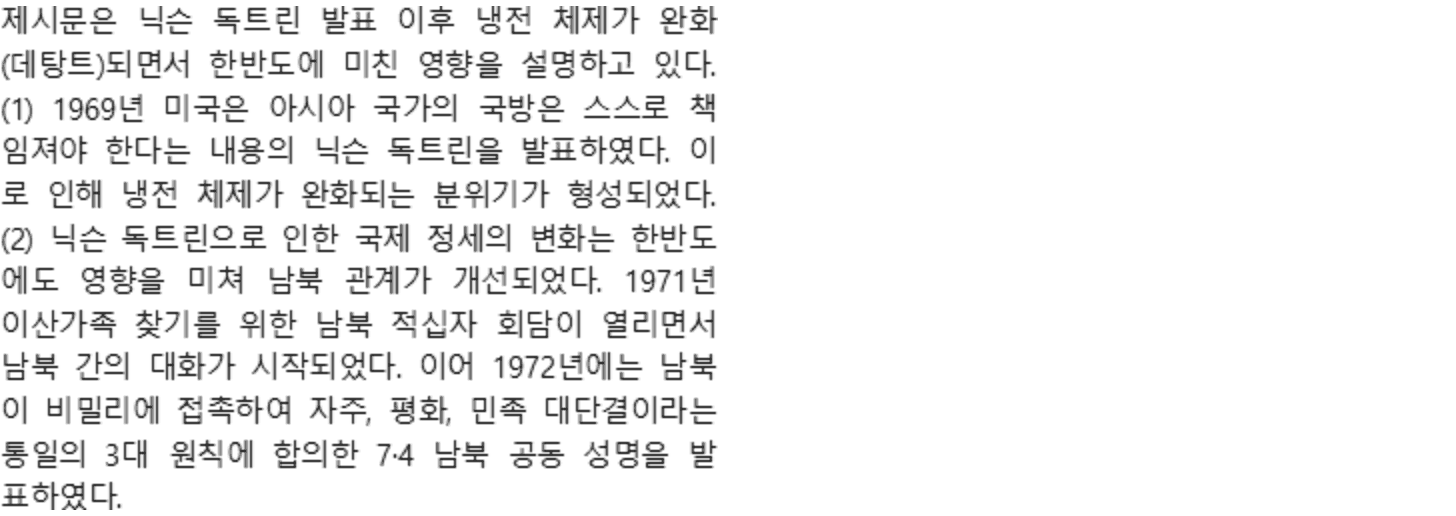 제시문은 닉슨 독트린 발표 이후 냉전 체제가 완화
(데탕트)되면서 한반도에 미친 영향을 설명하고 있다.
(1) 1969년 미국은 아시아 국가의 국방은 스스로 책
임져야 한다는 내용의 닉슨 독트린을 발표하였다. 이
로 인해 냉전 체제가 완화되는 분위기가 형성되었다.
(2) 닉슨 독트린으로 인한 국제 정세의 변화는 한반도
에도 영향을 미쳐 남북 관계가 개선되었다. 1971년
이산가족 찾기를 위한 남북 적십자 회담이 열리면서
남북 간의 대화가 시작되었다. 이어 1972년에는 남북
이 비밀리에 접촉하여 자주, 평화, 민족 대단결이라는
통일의 3대 원칙에 합의한 7·4 남북 공동 성명을 발
표하였다.